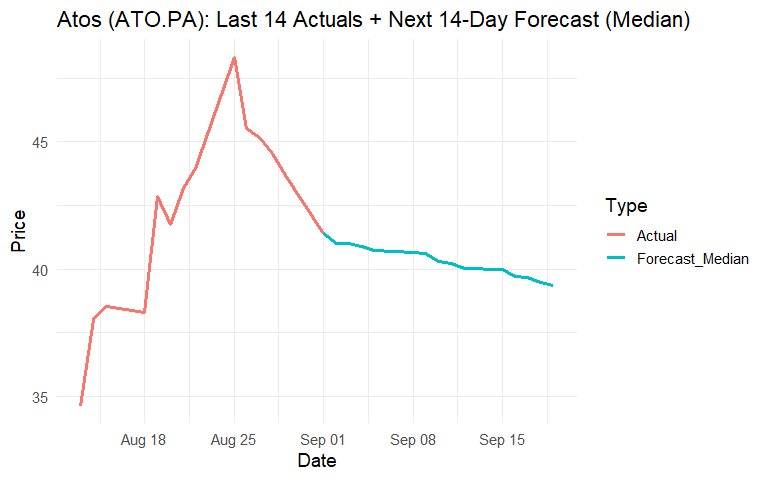 Atos (ATO.PA): Last 14 Actuals + Next 14-Day Forecast (Median)
Price
45
40
35
Aug 18 Aug 25 Sep 01 Sep 08 Sep 15
Date
Type
Actual
Forecast_Median